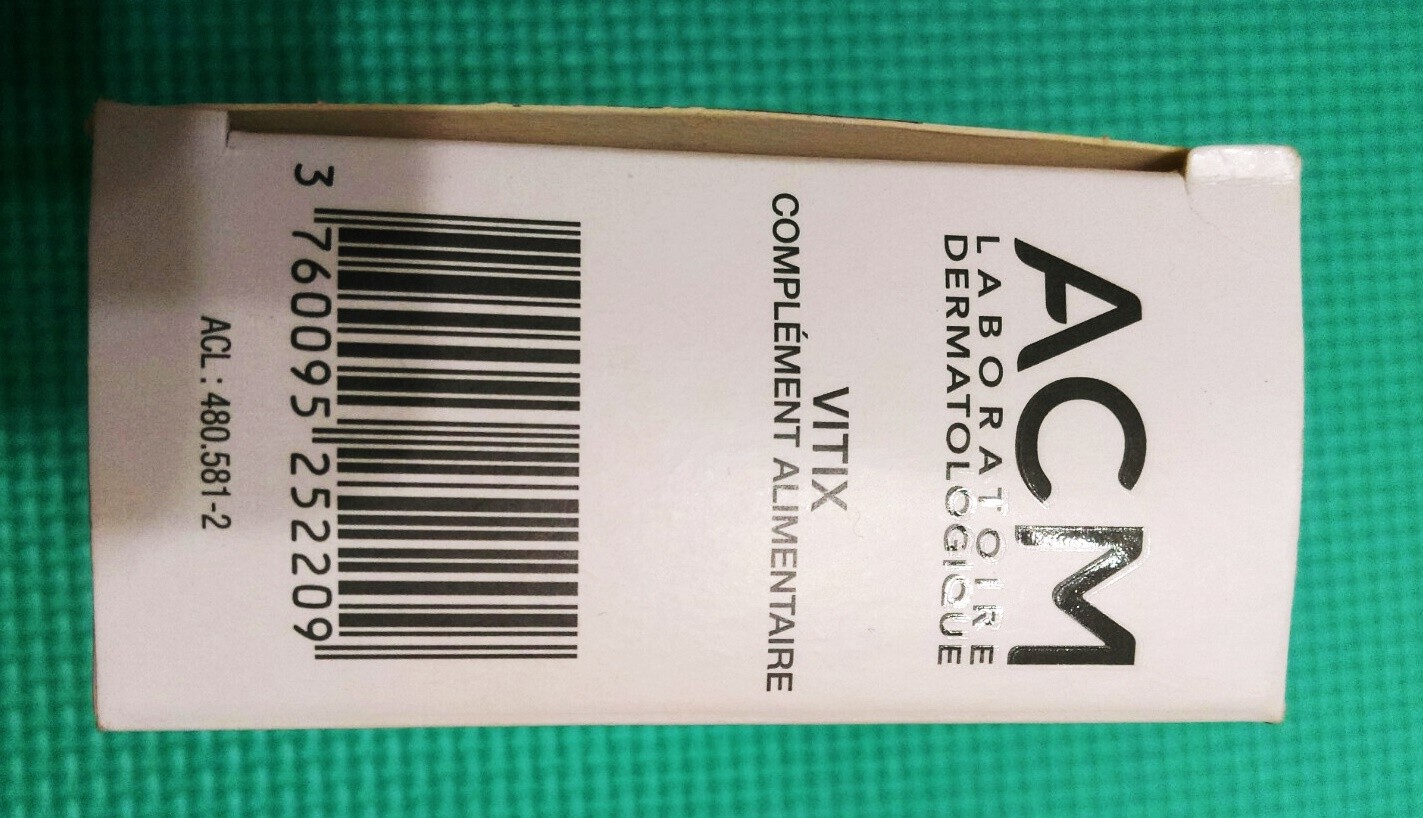 ACM
LABORATOIRE
DERMATOLOGIQUE
VITIX
COMPLÉMENT ALIMENTAIRE
3 760095 252209
ACL : 480.581-2